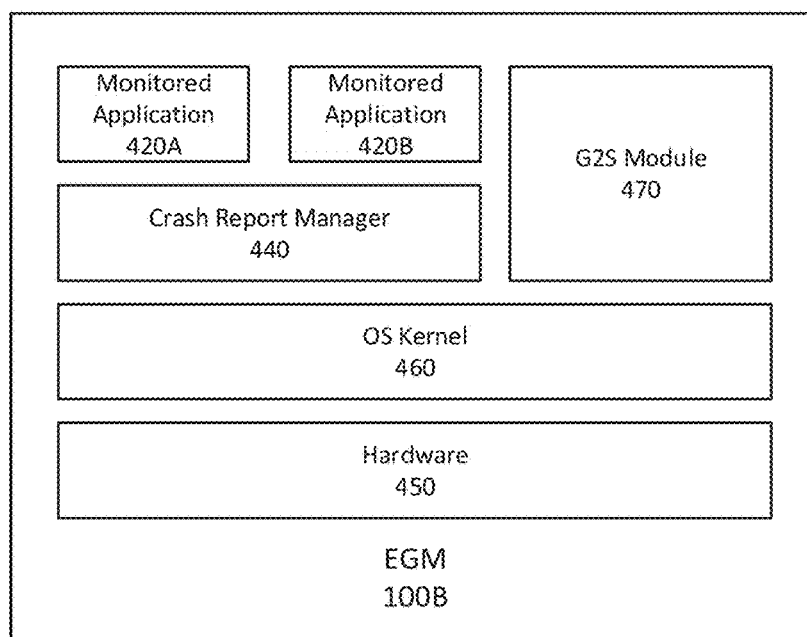 Monitored
Application
420A
Monitored
Application
420B
G2S Module
470
Crash Report Manager
440
OS Kernel
460
Hardware
450
EGM
100B